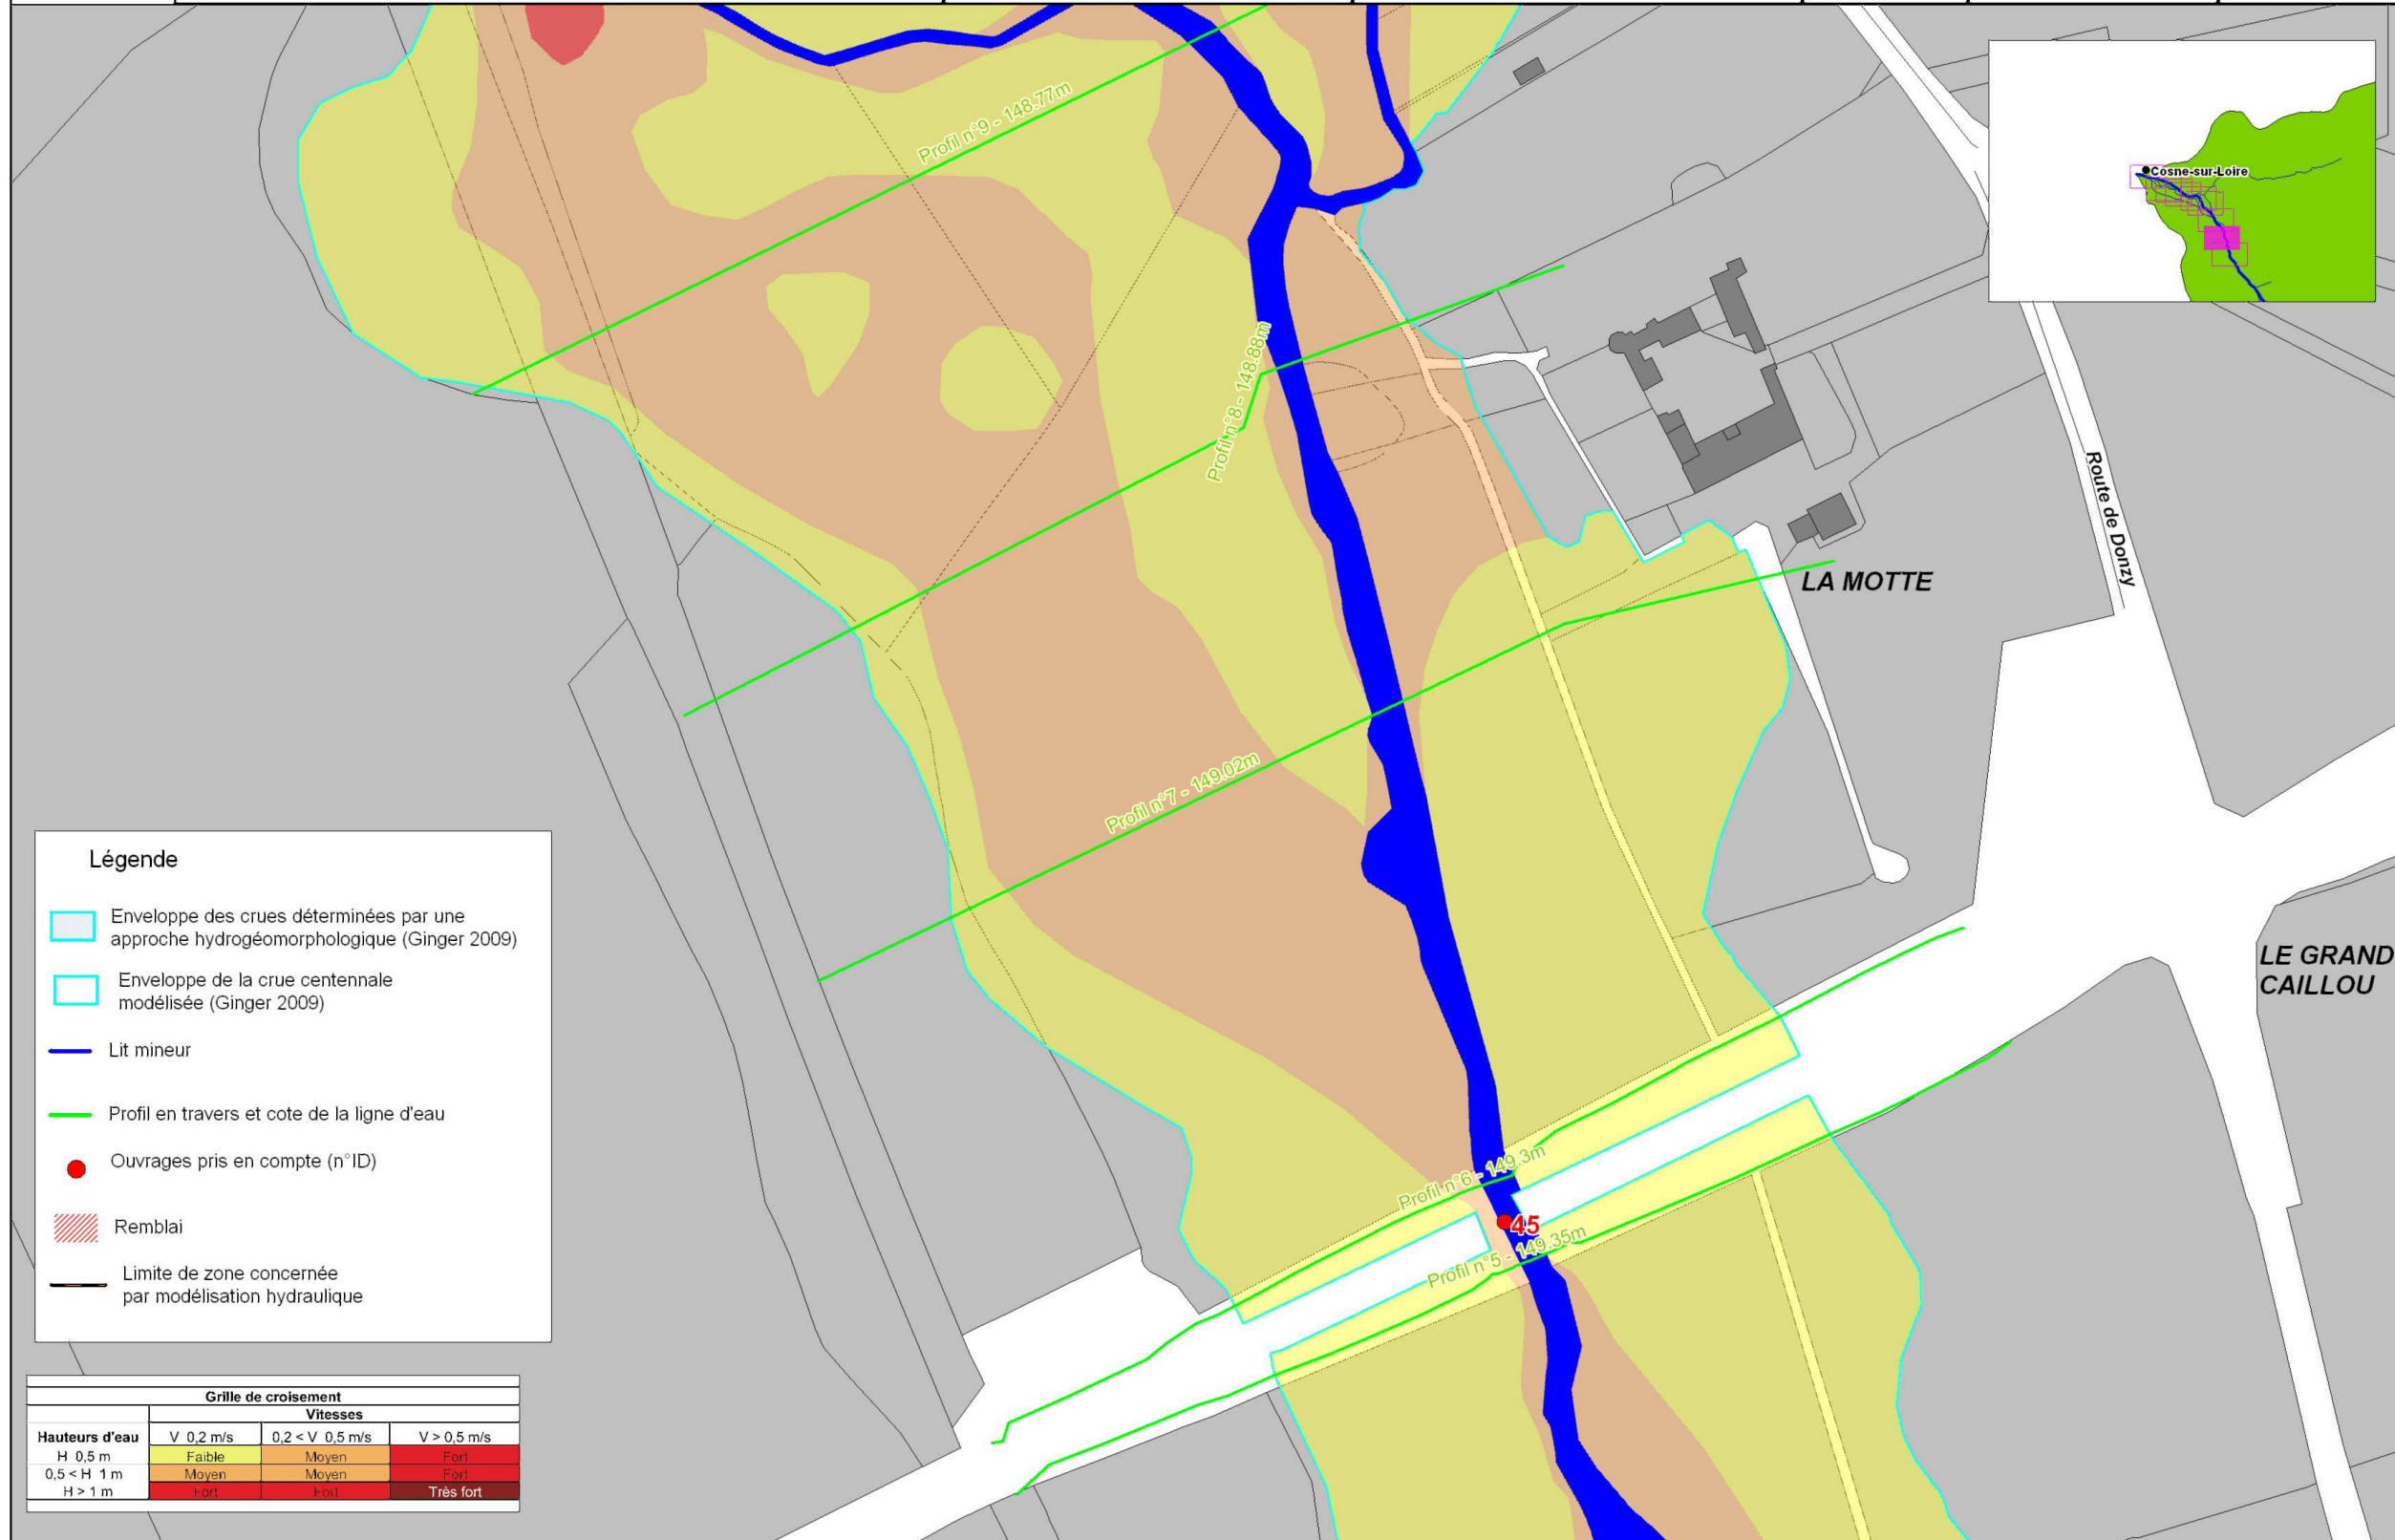 Cosne-sur-Loire
Profil n°9 - 148.77m
Profil n°8 - 148.88m
Route de Donzy
LA MOTTE
Profil n°7 - 149.02m
LE GRAND
CAILLOU
Profil n°6 - 149.3m
45
Profil n°5 - 149.35m
Légende
Enveloppe des crues déterminées par une
approche hydrogéomorphologique (Ginger 2009)
Enveloppe de la crue centennale
modélisée (Ginger 2009)
Lit mineur
Profil en travers et cote de la ligne d'eau
Ouvrages pris en compte (n°ID)
Remblai
Limite de zone concernée
par modélisation hydraulique
Grille de croisement
Vitesses
Hauteurs d'eau V 0,2 m/s 0,2 < V 0,5 m/s V > 0,5 m/s
H 0,5 m Faible Moyen Fort
0,5 < H 1 m Moyen Moyen Fort
H > 1 m Fort Fort Très fort